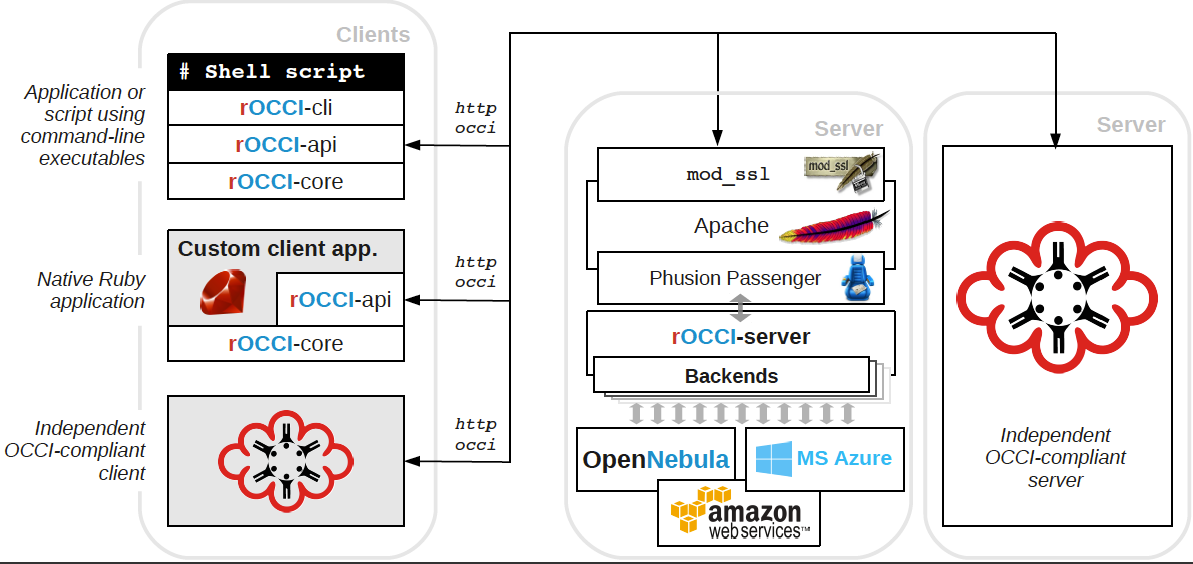 Clients
# Shell script
rOCCI-cli
rOCCI-api
rOCCI-core
Application or
script using
command-line
executables
http
occi
Custom client app.
rOCCI-api
rOCCI-core
Native Ruby
application
http
occi
Independent
OCCI-compliant
client
http
occi
Server
mod_ssl
mod_ssl
Apache
Phusion Passenger
rOCCI-server
Backends
OpenNebula
MS Azure
amazon
webservices™
Server
Independent
OCCI-compliant
server